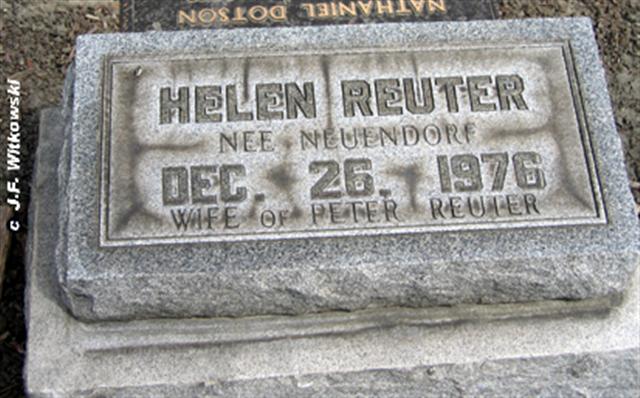 NATHANIEL DOTSON
HELEN REUTER
NEE NEUENDORF
DEC. 26. 1976
WIFE OF PETER REUTER
c J.F. Witkowski